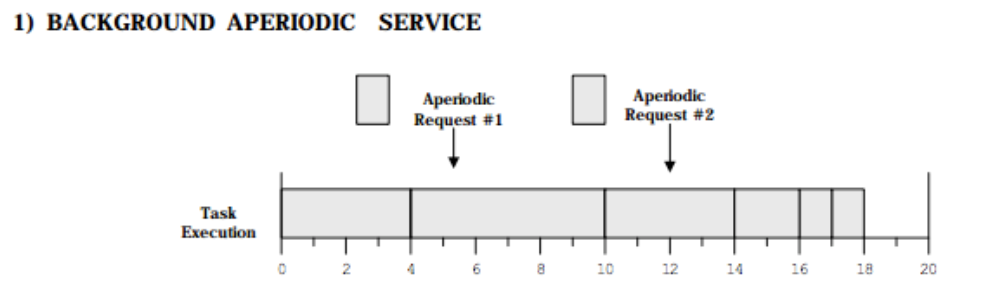 1) BACKGROUND APERIODIC SERVICE
Aperiodic
Request #1
Aperiodic
Request #2
Task
Execution
0 2 4 6 8 10 12 14 16 18 20